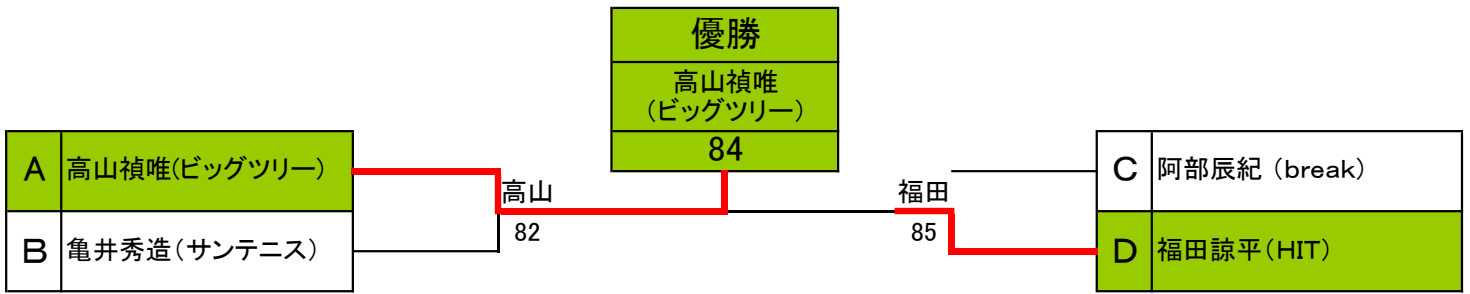 優勝
高山禎唯
(ビッグツリー)
84
A 高山禎唯(ビッグツリー)
B 亀井秀造(サンテニス)
高山
82
福田
85
C 阿部辰紀 (break)
D 福田諒平(HIT)